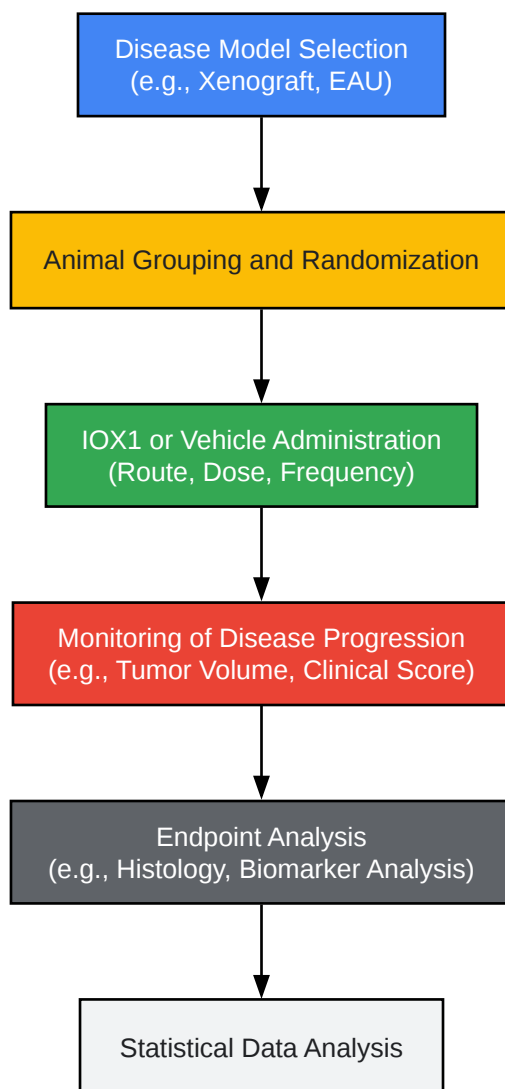 Disease Model Selection
(e.g., Xenograft, EAU)
Animal Grouping and Randomization
IOX1 or Vehicle Administration
(Route, Dose, Frequency)
Monitoring of Disease Progression
(e.g., Tumor Volume, Clinical Score)
Endpoint Analysis
(e.g., Histology, Biomarker Analysis)
Statistical Data Analysis